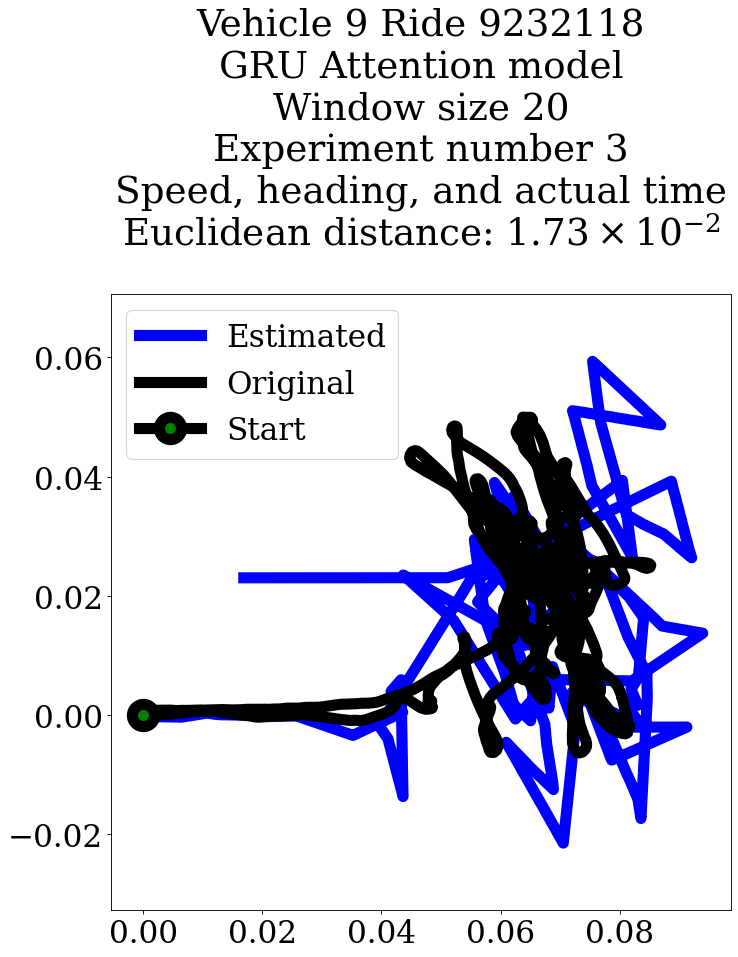 Vehicle 9 Ride 9232118
GRU Attention model
Window size 20
Experiment number 3
Speed, heading, and actual time
Euclidean distance: 1.73 × 10⁻²
Estimated
Original
Start
0.06
0.04
0.02
0.00
−0.02
0.00 0.02 0.04 0.06 0.08